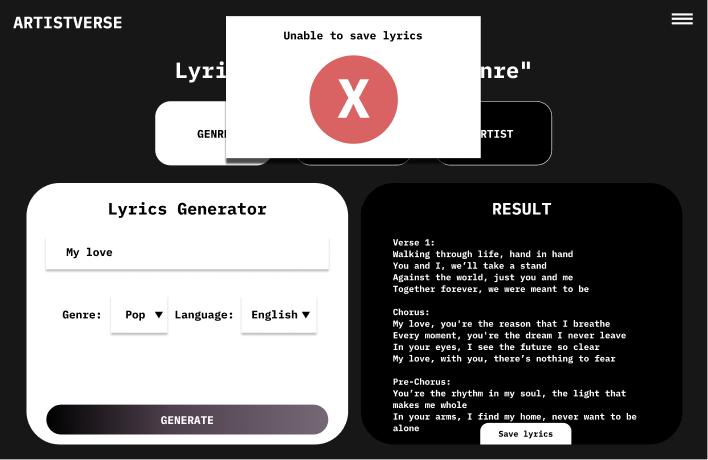 ARTISTVERSE
Unable to save lyrics
X
Lyri nre"
GENR RTIST
Lyrics Generator
My love
Genre: Pop ▼ Language: English ▼
GENERATE
RESULT
Verse 1:
Walking through life, hand in hand
You and I, we’ll take a stand
Against the world, just you and me
Together forever, we were meant to be
Chorus:
My love, you're the reason that I breathe
Every moment, you're the dream I never leave
In your eyes, I see the future so clear
My love, with you, there’s nothing to fear
Pre-Chorus:
You’re the rhythm in my soul, the light that
makes me whole
In your arms, I find my home, never want to be
alone
Save lyrics